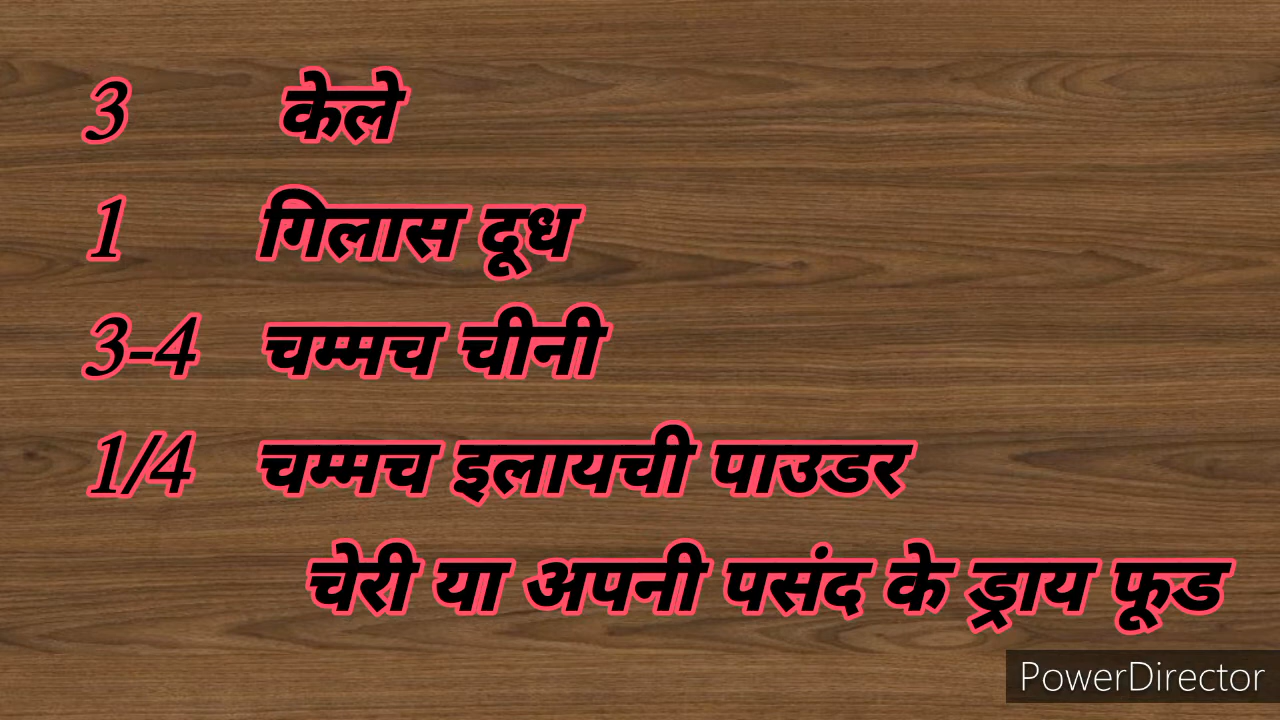 3 केले
1 गिलास दूध
3-4 चम्मच चीनी
1/4 चम्मच इलायची पाउडर
चेरी या अपनी पसंद के ड्राय फूड
PowerDirector